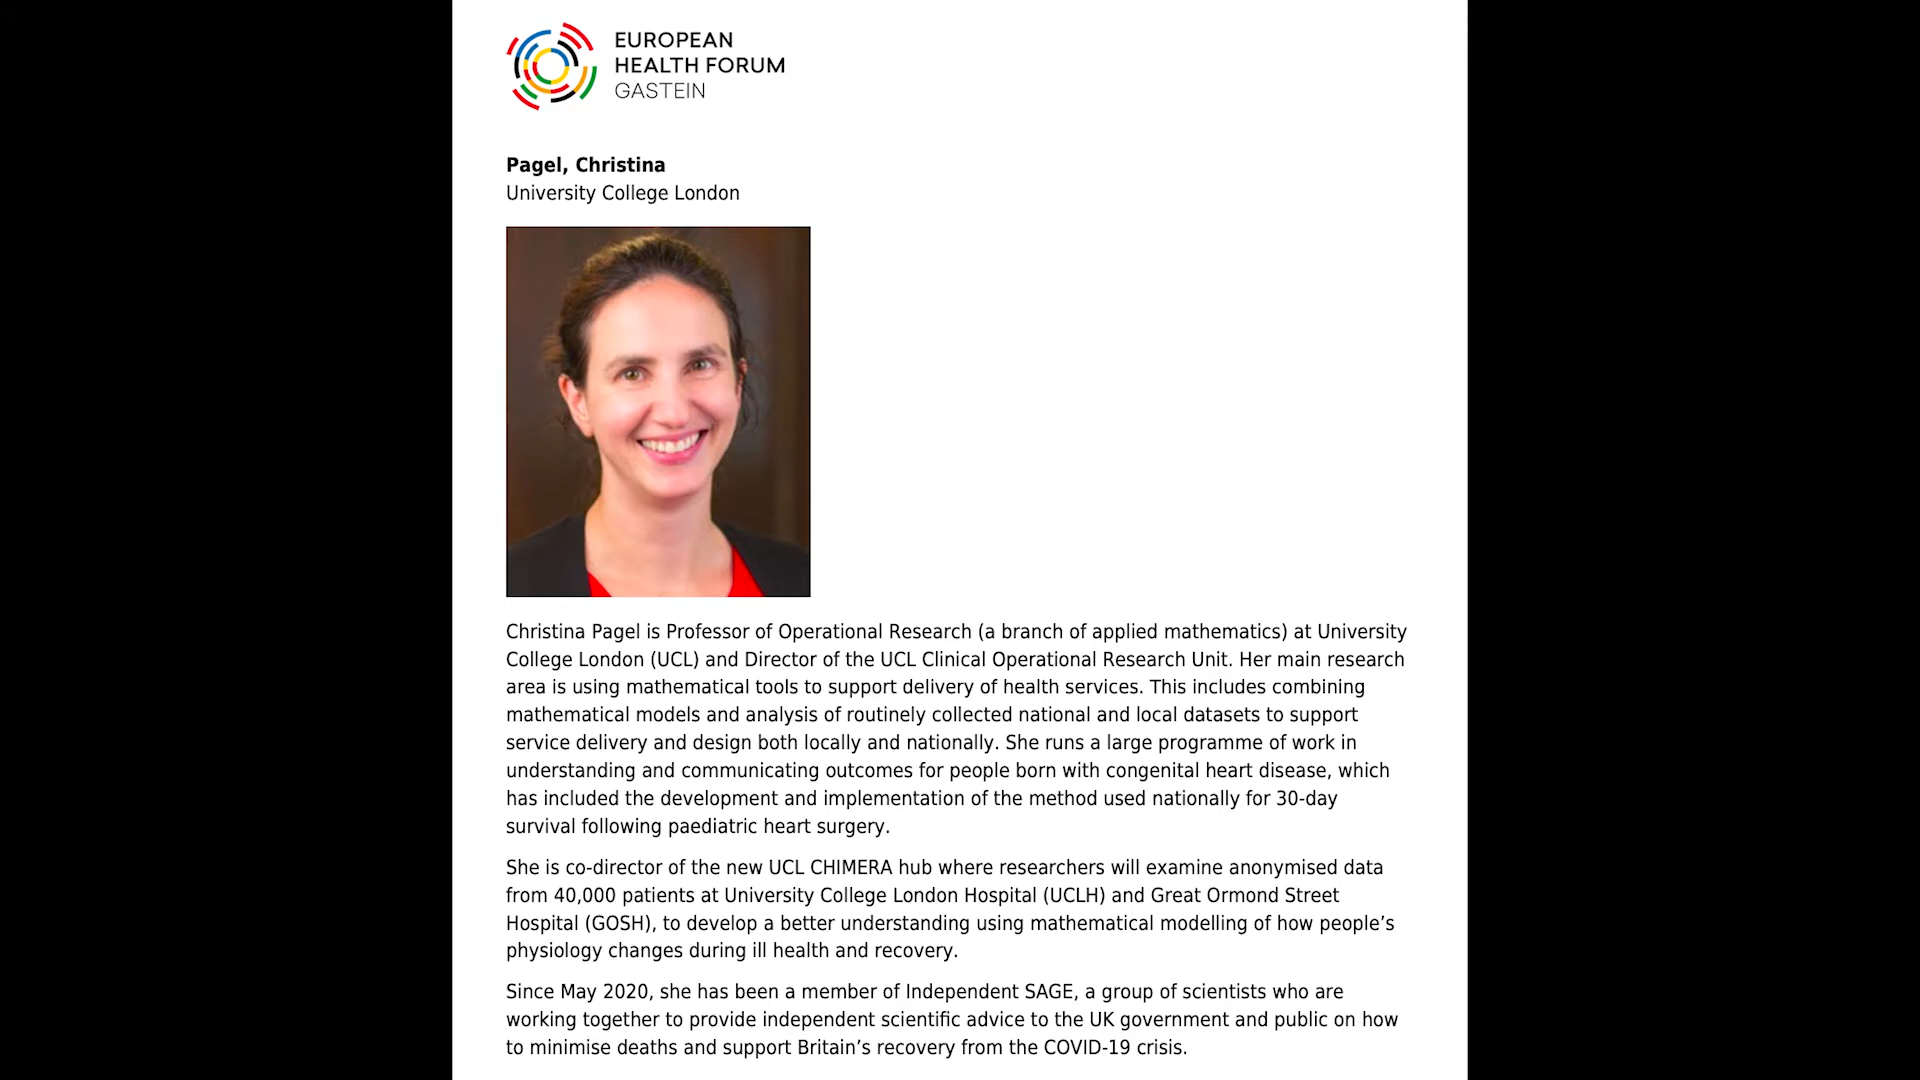 EUROPEAN
HEALTH FORUM
GASTEIN
Pagel, Christina
University College London
Christina Pagel is Professor of Operational Research (a branch of applied mathematics) at University
College London (UCL) and Director of the UCL Clinical Operational Research Unit. Her main research
area is using mathematical tools to support delivery of health services. This includes combining
mathematical models and analysis of routinely collected national and local datasets to support
service delivery and design both locally and nationally. She runs a large programme of work in
understanding and communicating outcomes for people born with congenital heart disease, which
has included the development and implementation of the method used nationally for 30-day
survival following paediatric heart surgery.
She is co-director of the new UCL CHIMERA hub where researchers will examine anonymised data
from 40,000 patients at University College London Hospital (UCLH) and Great Ormond Street
Hospital (GOSH), to develop a better understanding using mathematical modelling of how people’s
physiology changes during ill health and recovery.
Since May 2020, she has been a member of Independent SAGE, a group of scientists who are
working together to provide independent scientific advice to the UK government and public on how
to minimise deaths and support Britain’s recovery from the COVID-19 crisis.